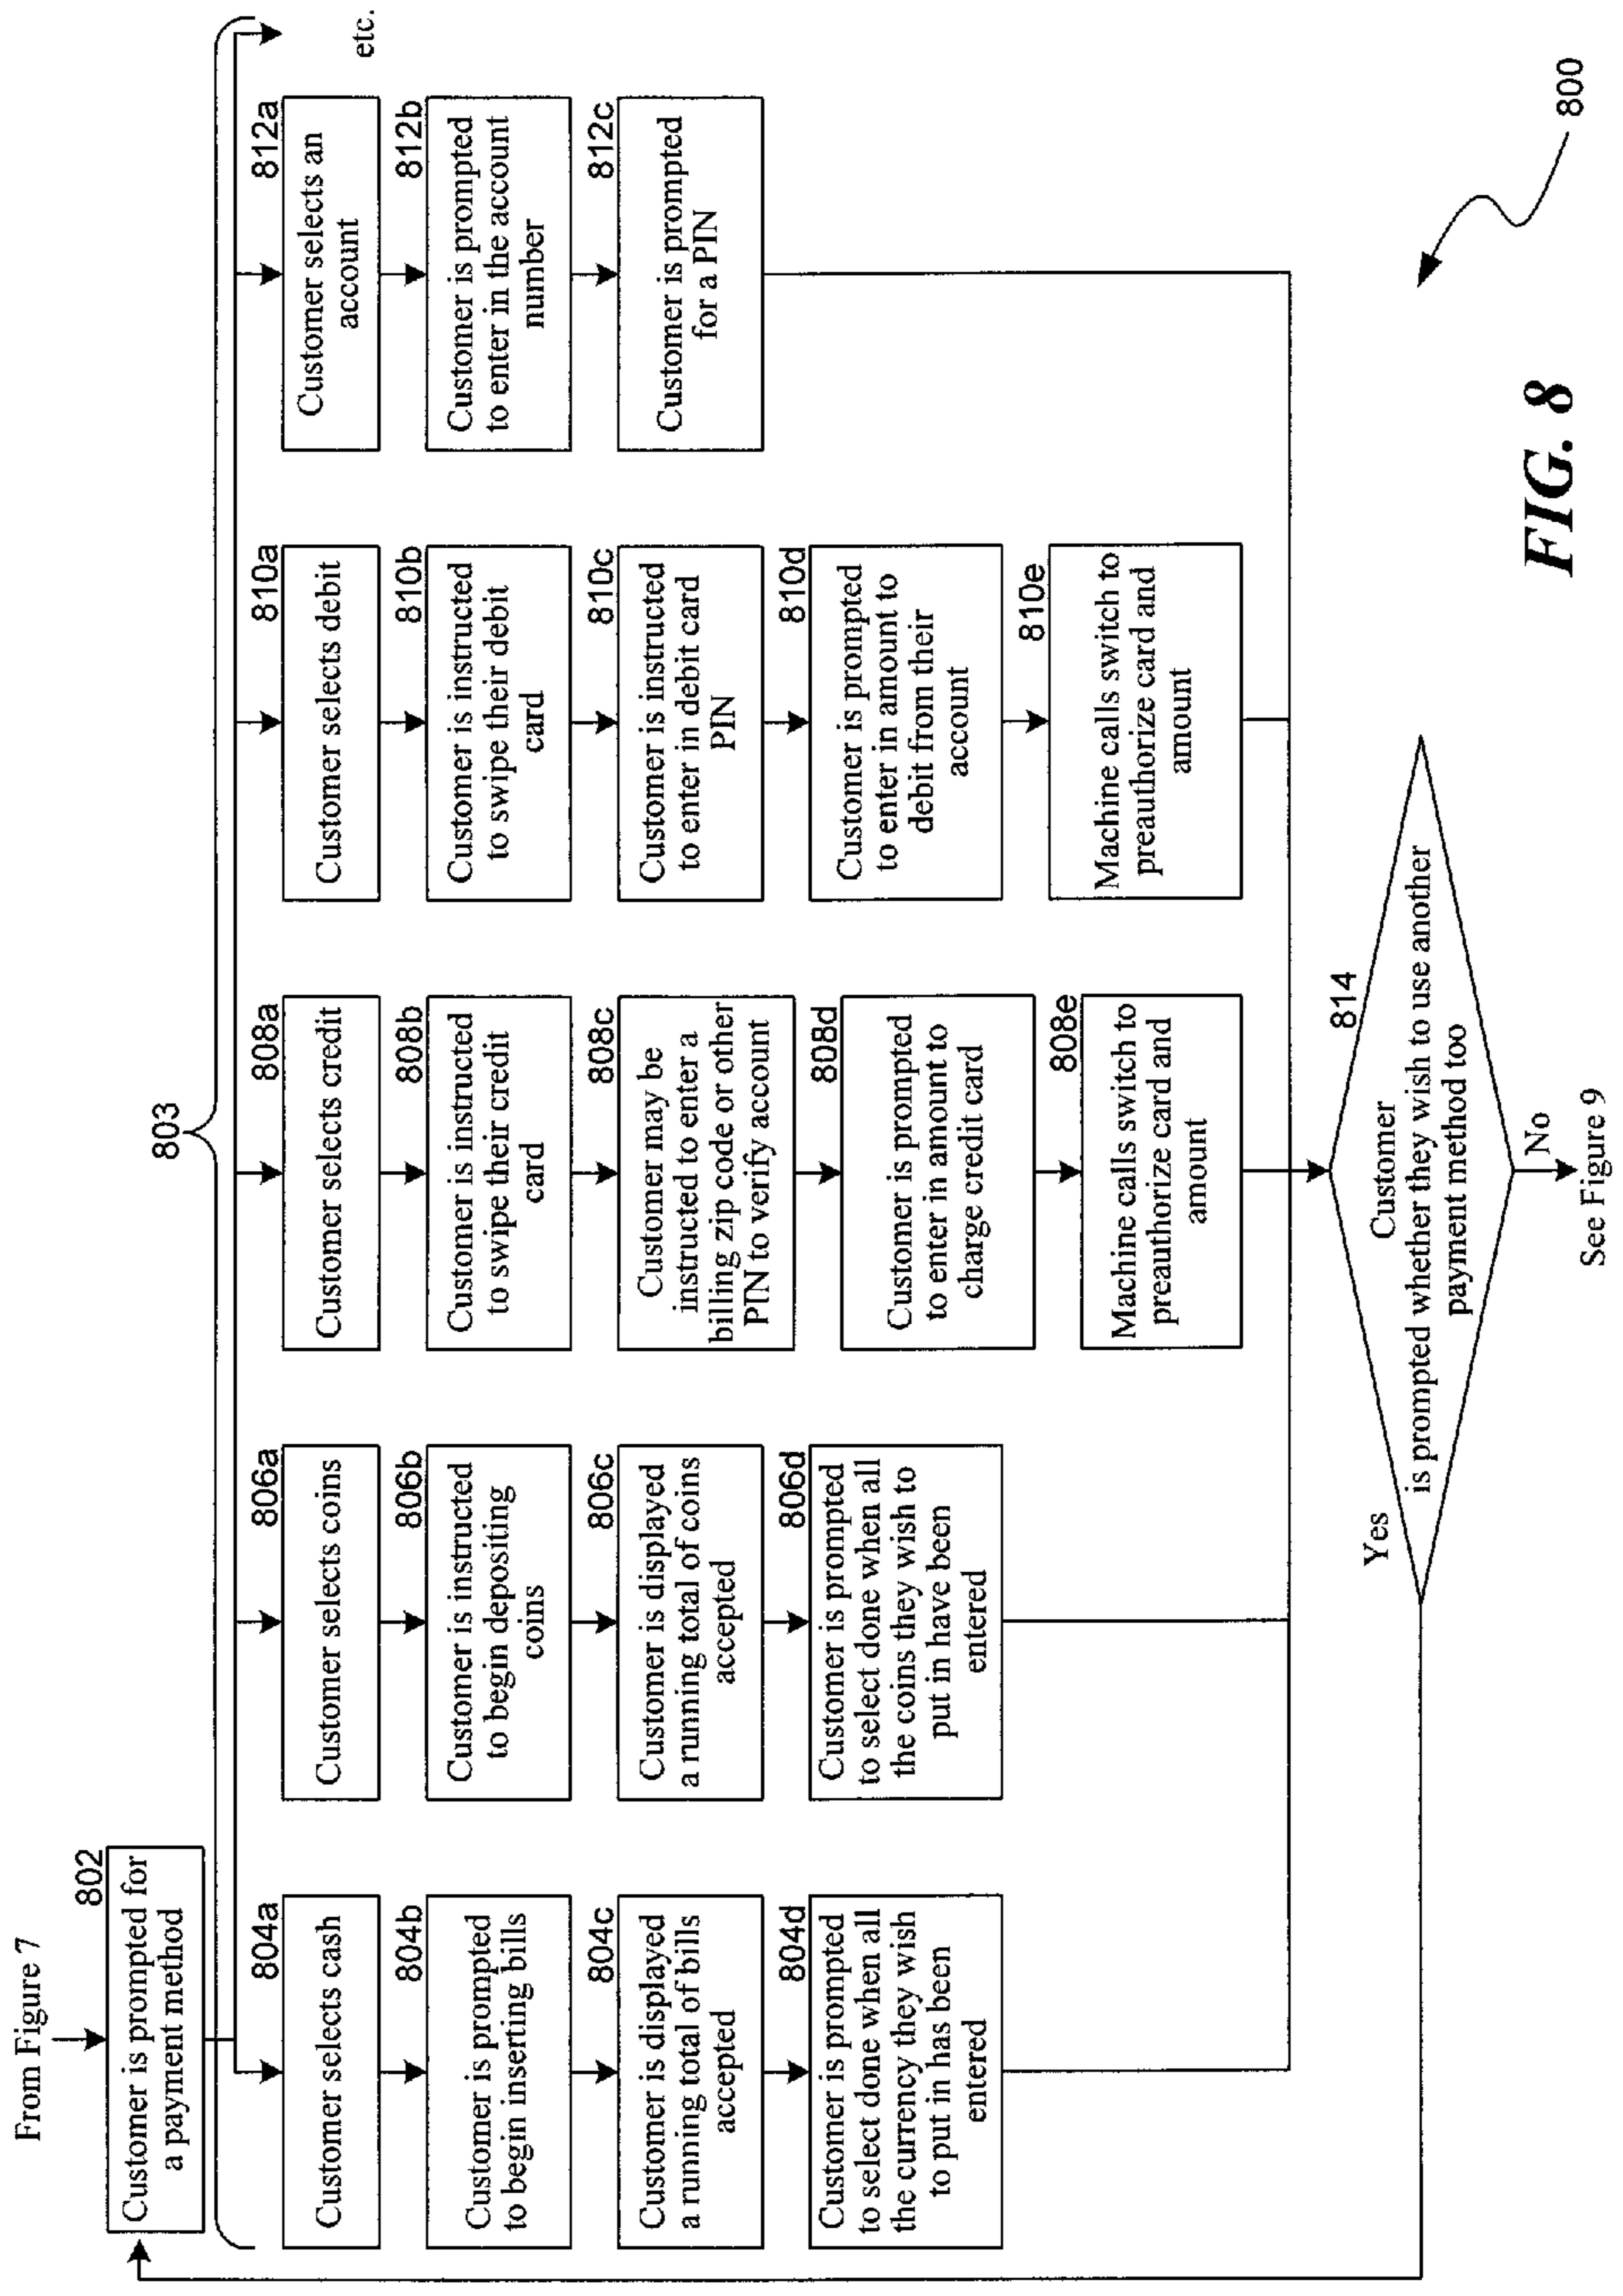 From Figure 7
802
Customer is prompted for
a payment method
803
804a
Customer selects cash
804b
Customer is prompted
to begin inserting bills
804c
Customer is displayed
a running total of bills
accepted
804d
Customer is prompted
to select done when all
the currency they wish
to put in has been
entered
806a
Customer selects coins
806b
Customer is instructed
to begin depositing
coins
806c
Customer is displayed
a running total of coins
accepted
806d
Customer is prompted
to select done when all
the coins they wish to
put in have been
entered
808a
Customer selects credit
808b
Customer is instructed
to swipe their credit
card
808c
Customer may be
instructed to enter a
billing zip code or other
PIN to verify account
808d
Customer is prompted
to enter in amount to
charge credit card
808e
Machine calls switch to
preauthorize card and
amount
810a
Customer selects debit
810b
Customer is instructed
to swipe their debit
card
810c
Customer is instructed
to enter in debit card
PIN
810d
Customer is prompted
to enter in amount to
debit from their
account
810e
Machine calls switch to
preauthorize card and
amount
812a
Customer selects an
account
812b
Customer is prompted
to enter in the account
number
812c
Customer is prompted
for a PIN
etc.
814
Customer
is prompted whether they wish to use another
payment method too
Yes
No
See Figure 9
800
FIG. 8